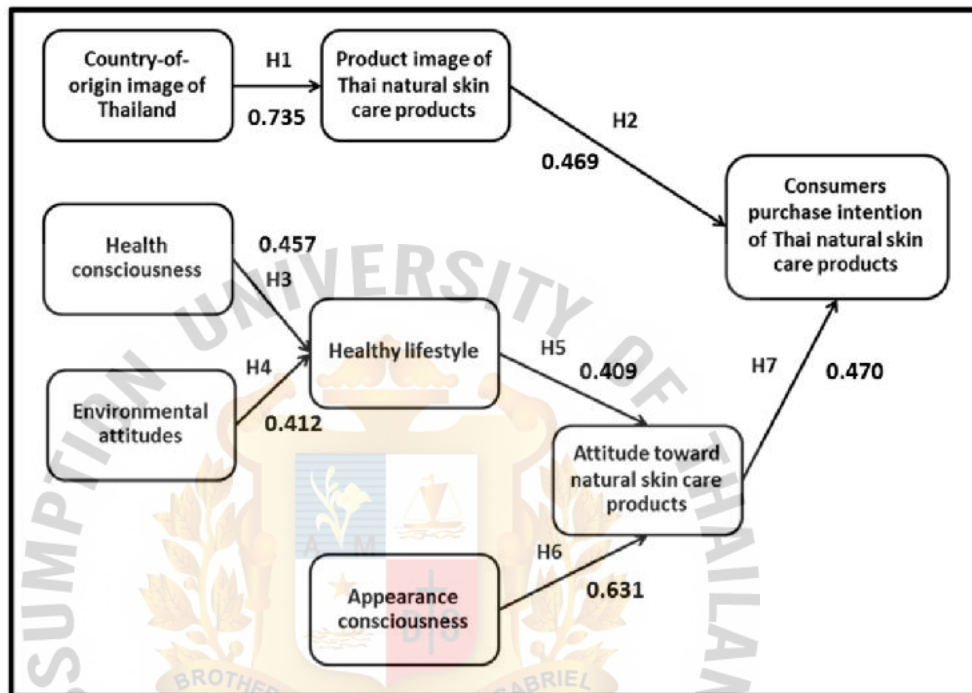 Country-of-
origin image of
Thailand
H1
0.735
Product image of
Thai natural skin
care products
H2
0.469
Consumers
purchase intention
of Thai natural skin
care products
Health
consciousness
0.457
H3
Healthy lifestyle
H4
0.412
Environmental
attitudes
H5
0.409
H7
0.470
Attitude toward
natural skin care
products
H6
0.631
Appearance
consciousness
SSUMPTION UNIVERSITY OF THAILAN
A M
D S
BROTHER
GABRIEL